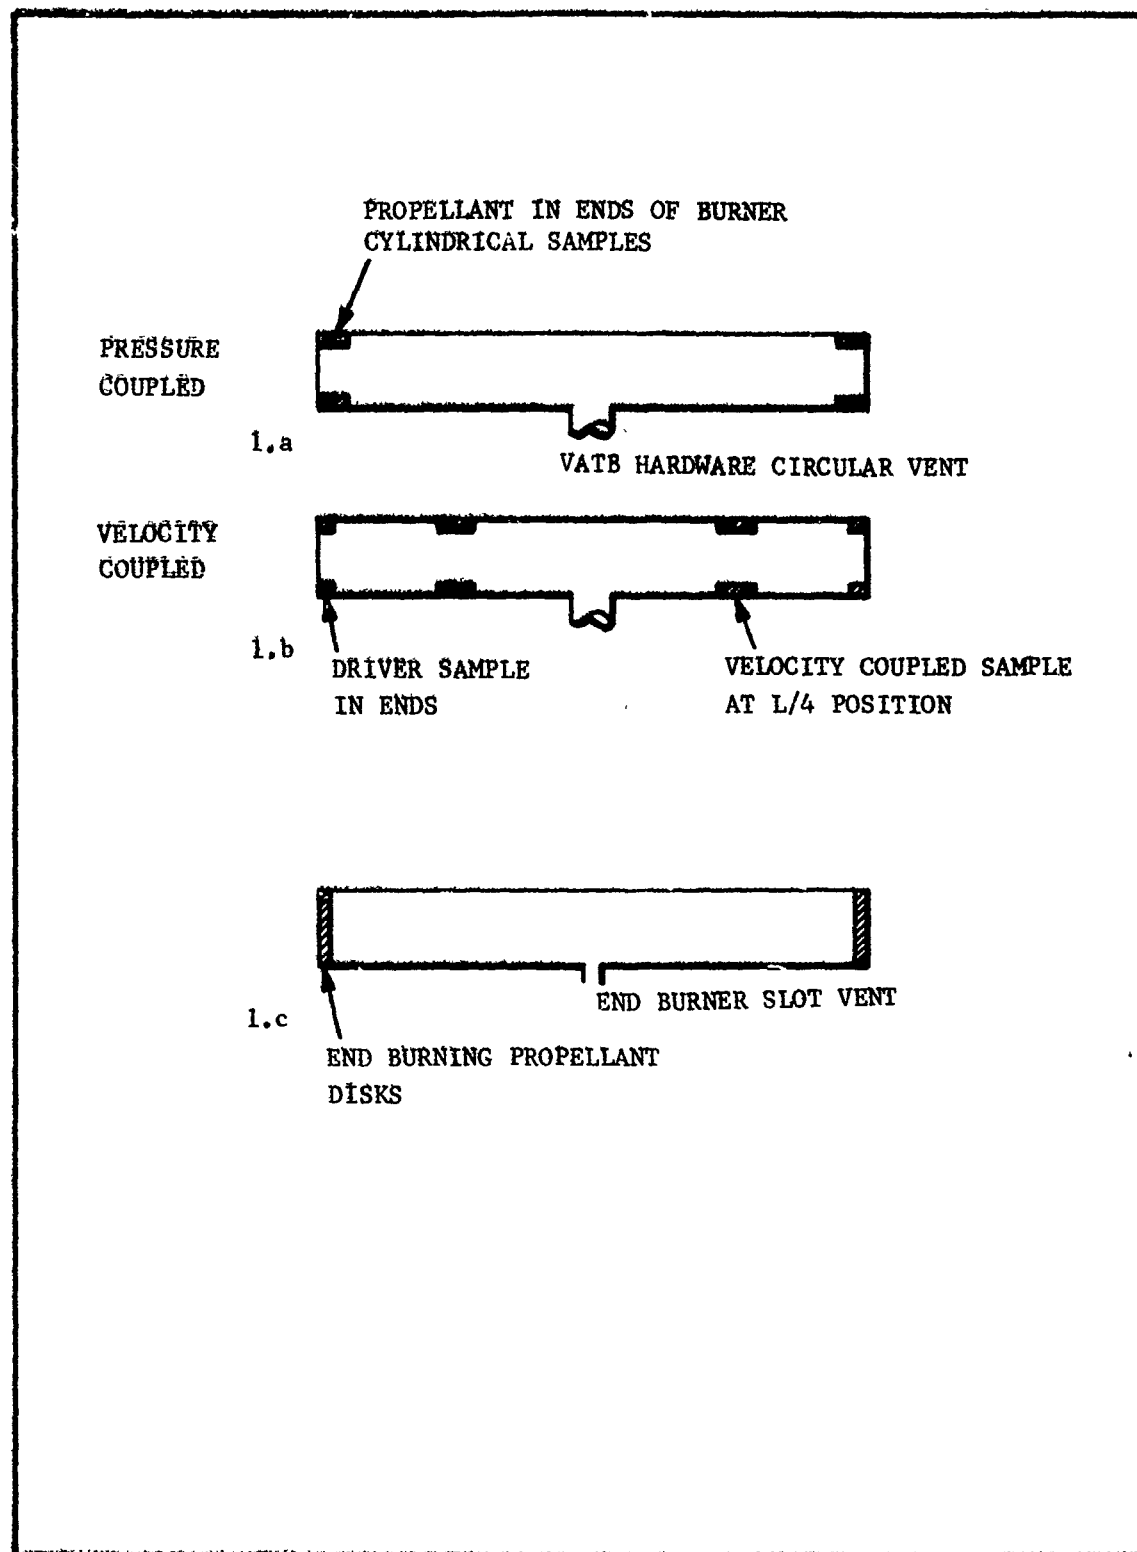 PROPELLANT IN ENDS OF BURNER
CYLINDRICAL SAMPLES
PRESSURE
COUPLED
1.a
VATB HARDWARE CIRCULAR VENT
VELOCITY
COUPLED
1.b
DRIVER SAMPLE
IN ENDS
VELOCITY COUPLED SAMPLE
AT L/4 POSITION
END BURNER SLOT VENT
1.c
END BURNING PROPELLANT
DISKS